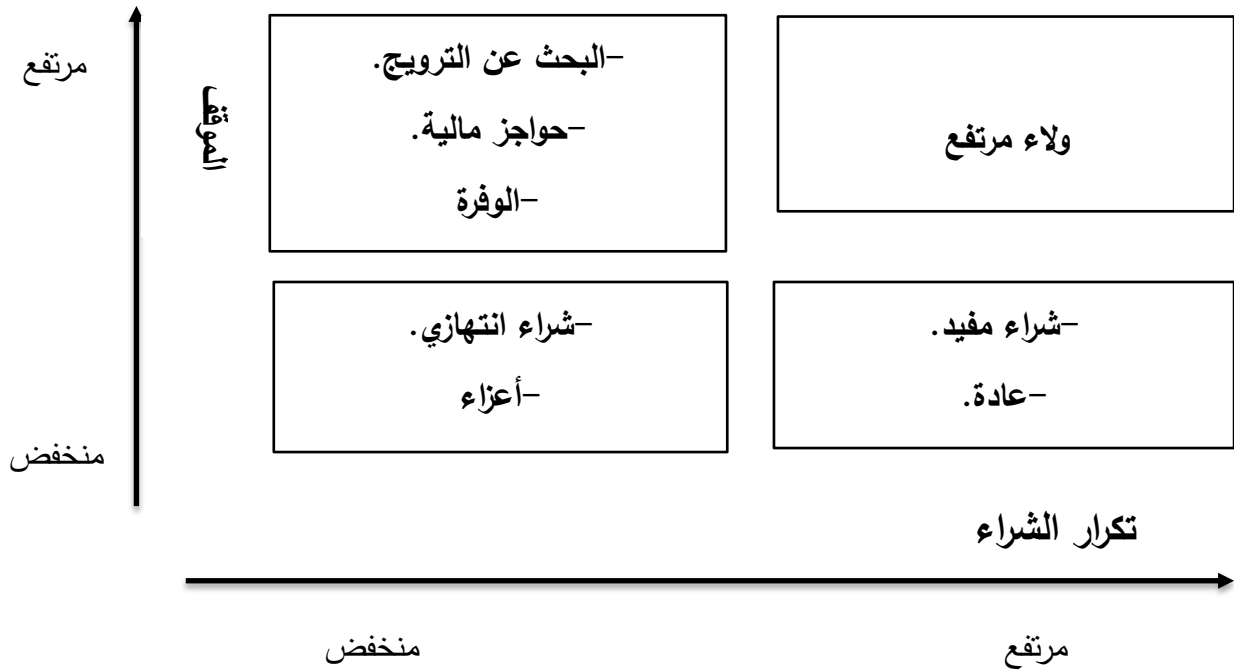 مرتفع
الموقف
-البحث عن الترويج.
-حواجز مالية.
-الوفرة
ولاء مرتفع
-شراء انتهازي.
-أعزاء
-شراء مفيد.
-عادة.
منخفض
تكرار الشراء
منخفض
مرتفع